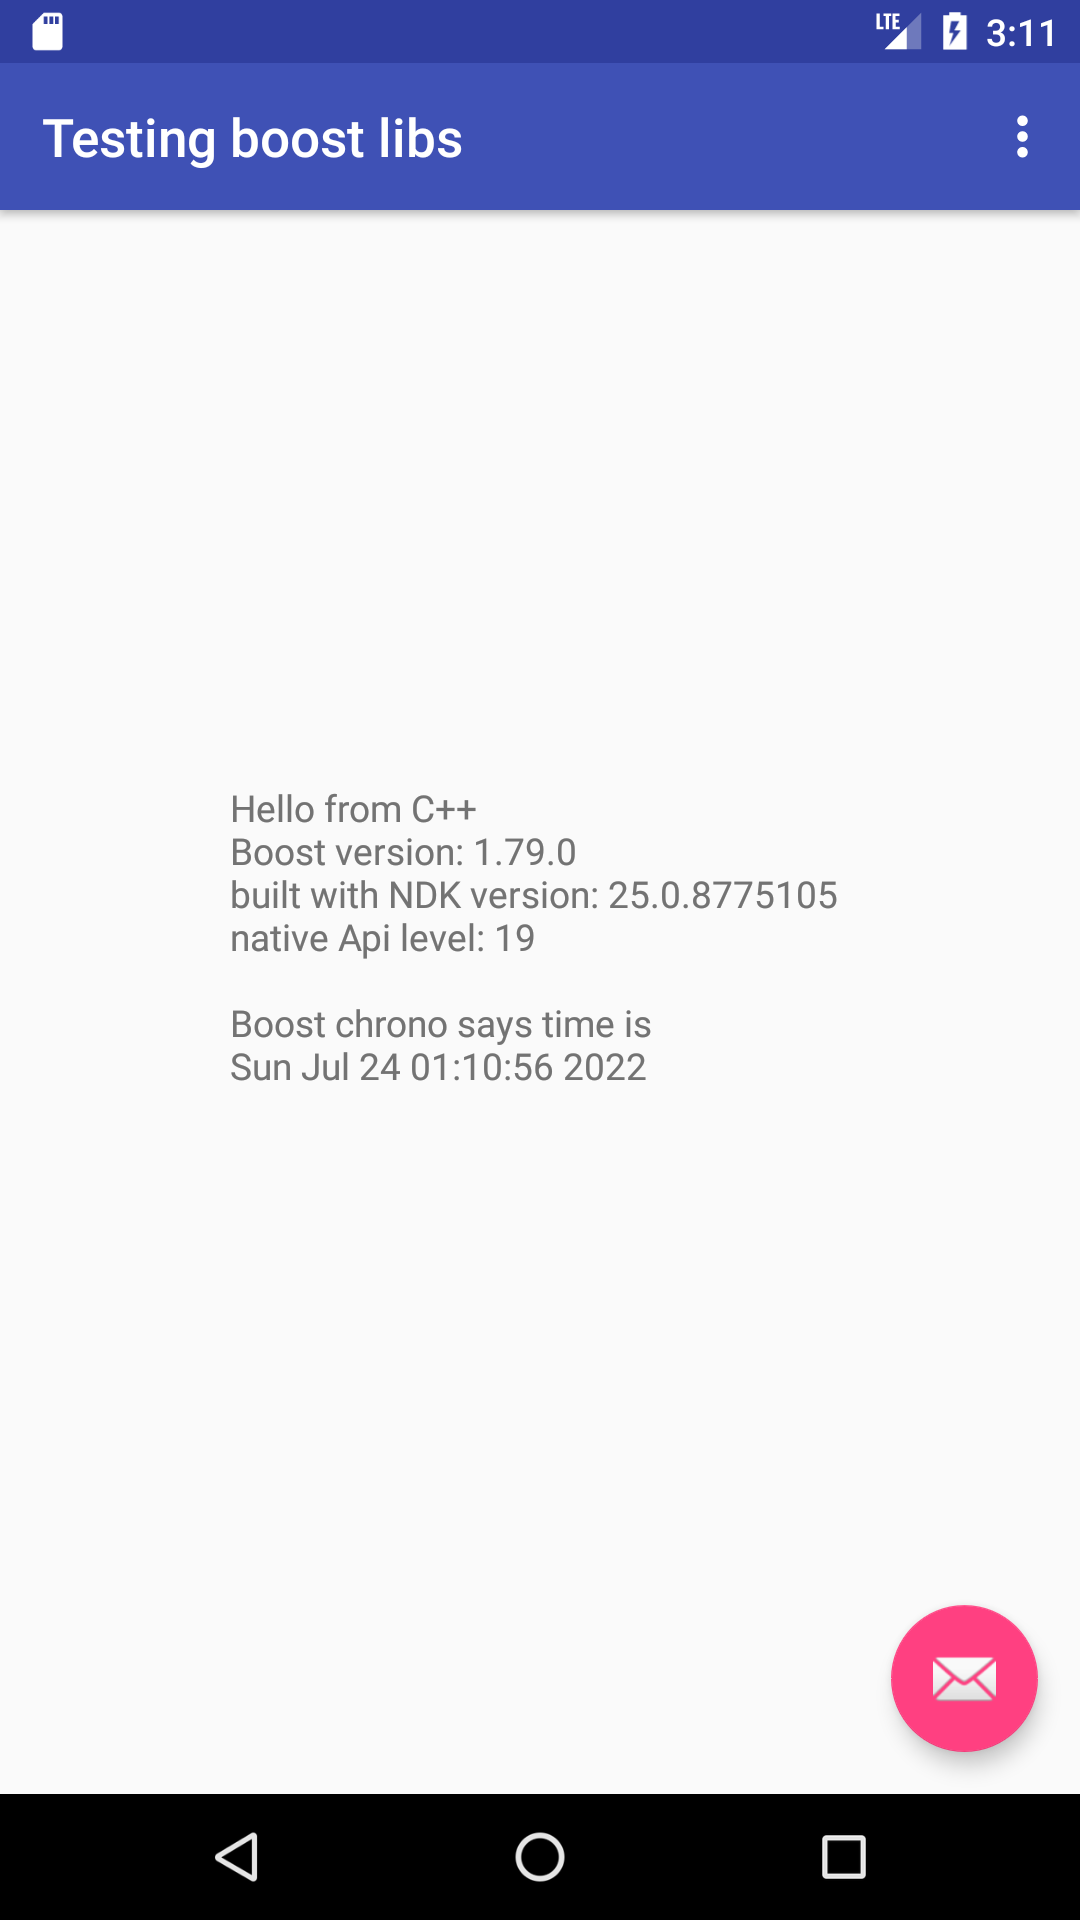 LTE 3:11
Testing boost libs
Hello from C++
Boost version: 1.79.0
built with NDK version: 25.0.8775105
native Api level: 19
Boost chrono says time is
Sun Jul 24 01:10:56 2022